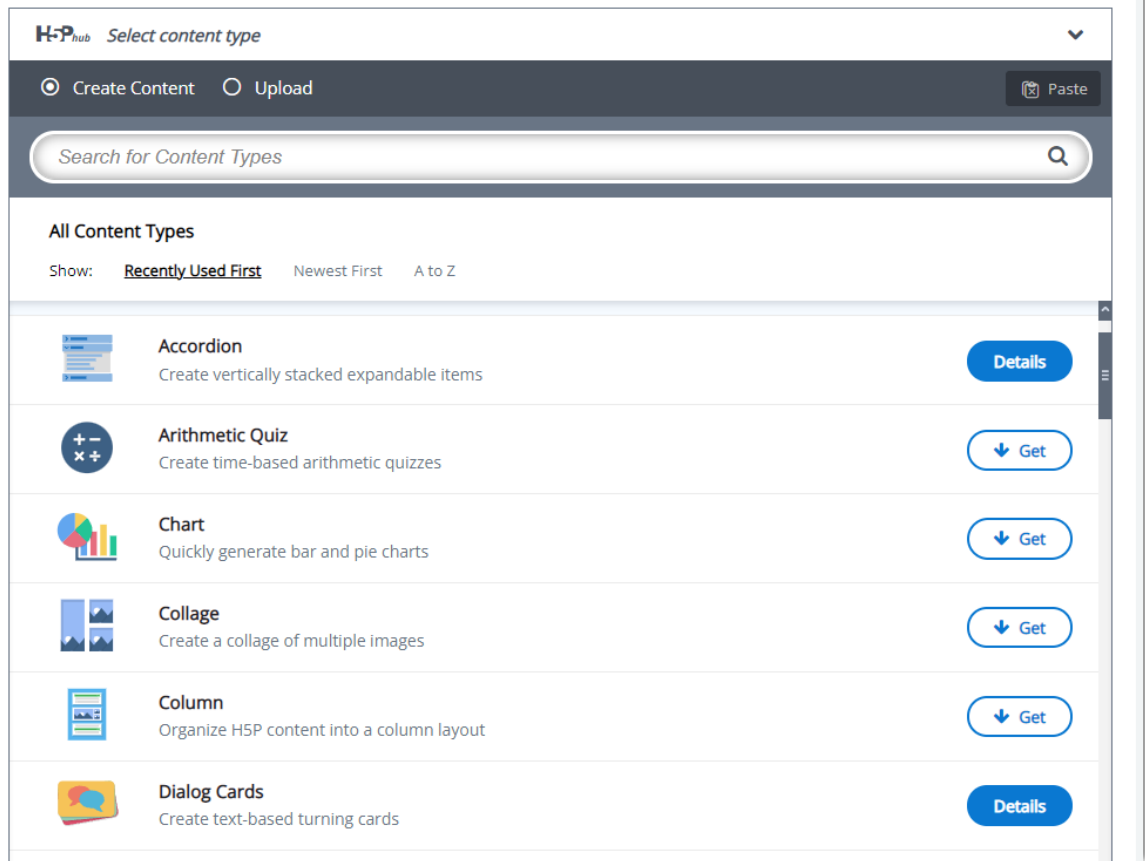 H5Phub Select content type
Create Content Upload Paste
Search for Content Types
All Content Types
Show: Recently Used First Newest First A to Z
Accordion
Create vertically stacked expandable items
Details
Arithmetic Quiz
Create time-based arithmetic quizzes
Get
Chart
Quickly generate bar and pie charts
Get
Collage
Create a collage of multiple images
Get
Column
Organize H5P content into a column layout
Get
Dialog Cards
Create text-based turning cards
Details